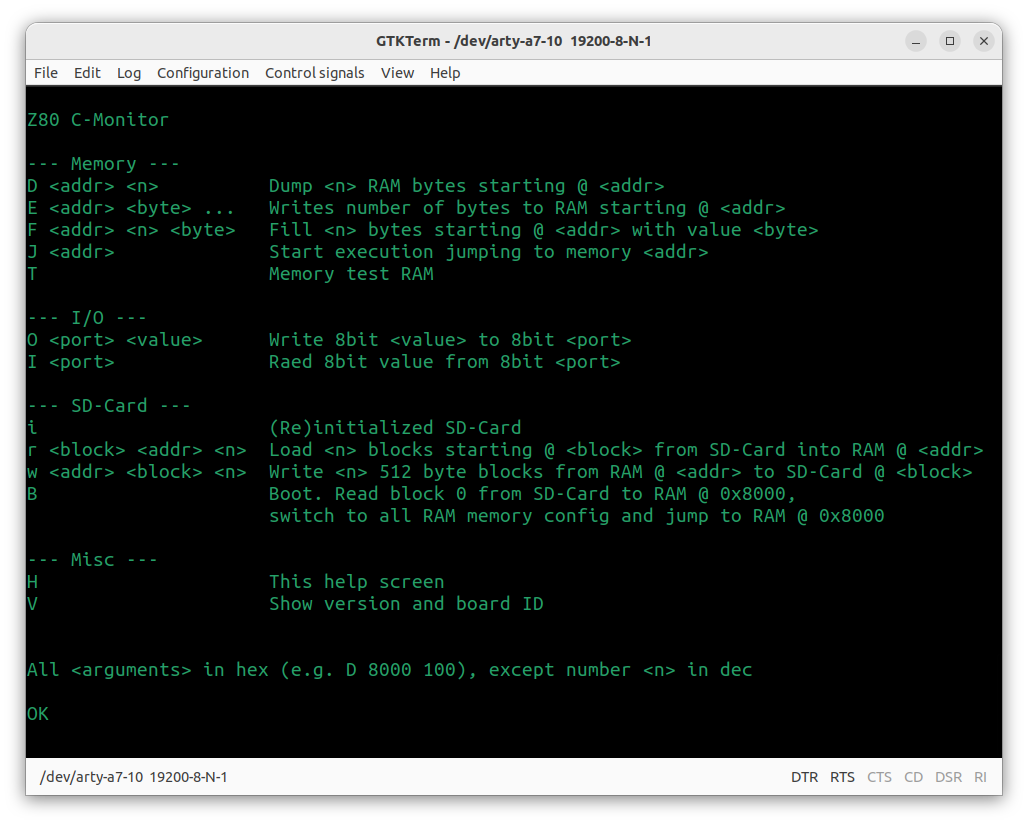 GTKTerm - /dev/arty-a7-10 19200-8-N-1
File Edit Log Configuration Control signals View Help
Z80 C-Monitor
--- Memory ---
D <addr> <n> Dump <n> RAM bytes starting @ <addr>
E <addr> <byte> ... Writes number of bytes to RAM starting @ <addr>
F <addr> <n> <byte> Fill <n> bytes starting @ <addr> with value <byte>
J <addr> Start execution jumping to memory <addr>
T Memory test RAM
--- I/O ---
O <port> <value> Write 8bit <value> to 8bit <port>
I <port> Raed 8bit value from 8bit <port>
--- SD-Card ---
i (Re)initialized SD-Card
r <block> <addr> <n> Load <n> blocks starting @ <block> from SD-Card into RAM @ <addr>
w <addr> <block> <n> Write <n> 512 byte blocks from RAM @ <addr> to SD-Card @ <block>
B Boot. Read block 0 from SD-Card to RAM @ 0x8000,
switch to all RAM memory config and jump to RAM @ 0x8000
--- Misc ---
H This help screen
V Show version and board ID
All <arguments> in hex (e.g. D 8000 100), except number <n> in dec
OK
/dev/arty-a7-10 19200-8-N-1 DTR RTS CTS CD DSR RI